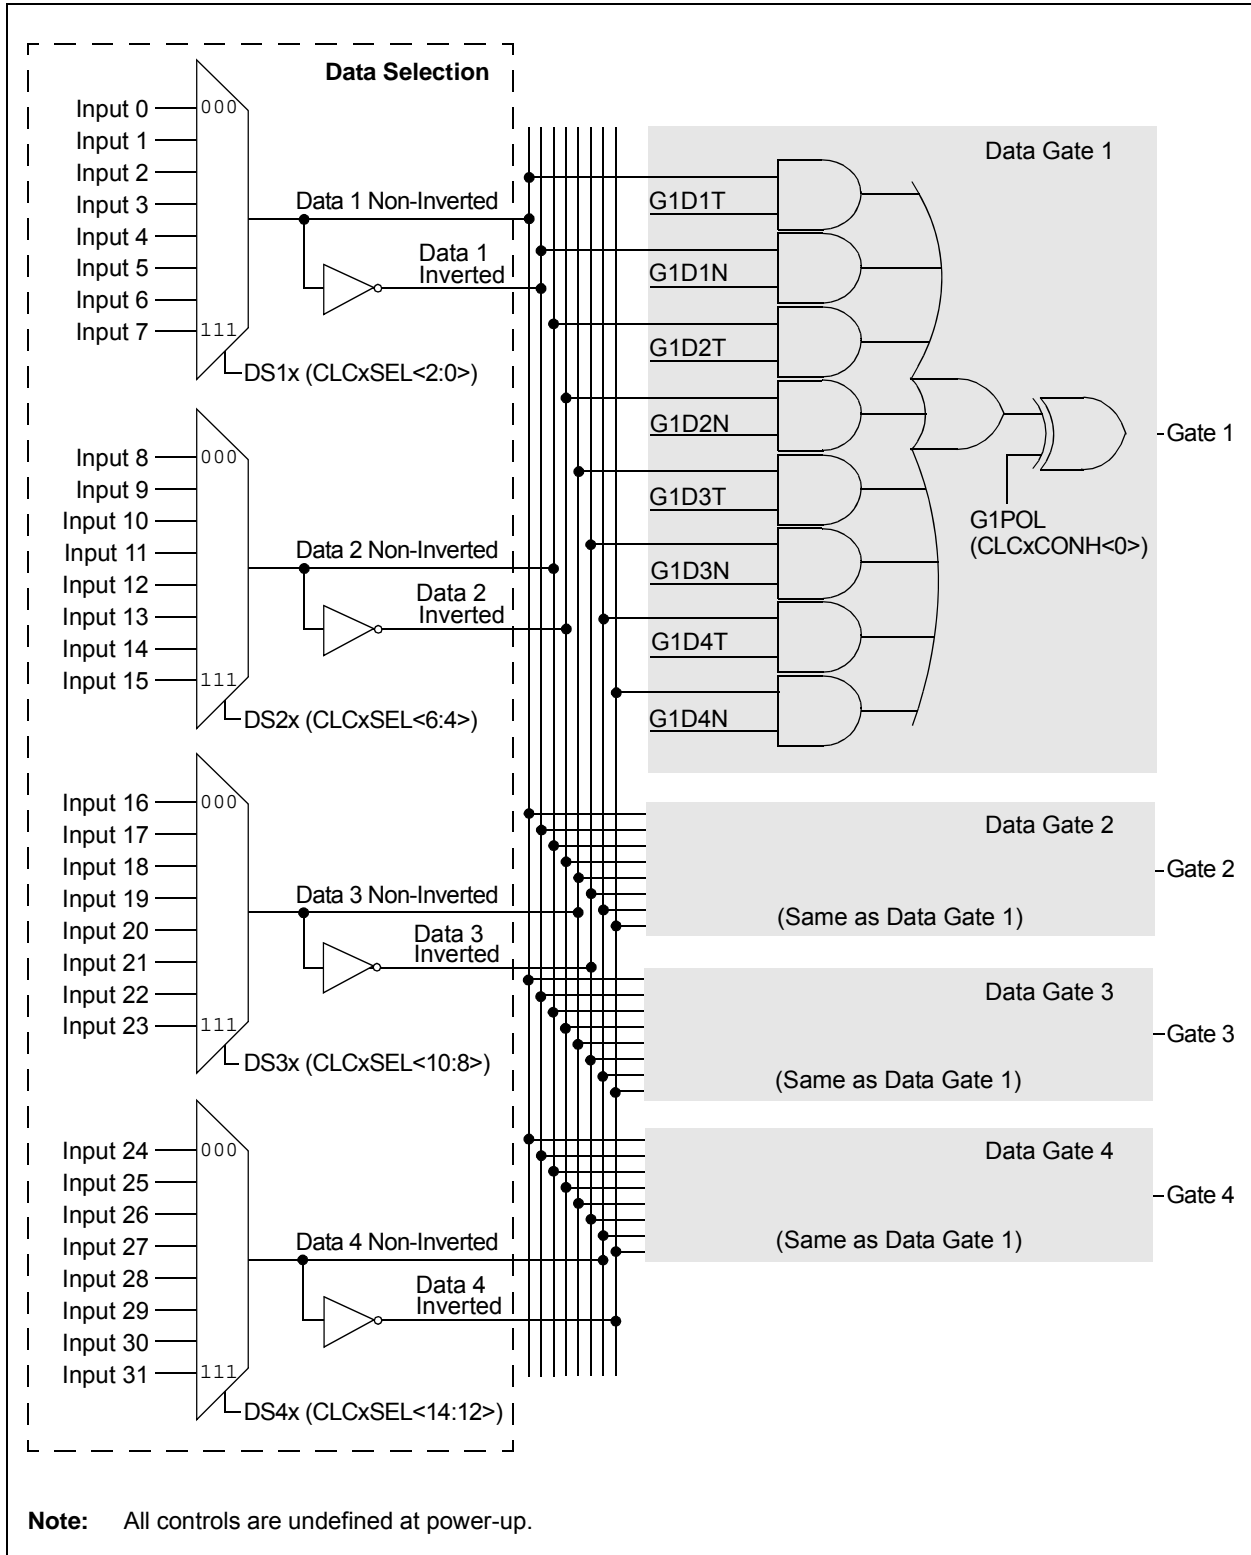 Data Selection
Input 0
Input 1
Input 2
Input 3
Input 4
Input 5
Input 6
Input 7
000
111
Data 1 Non-Inverted
Data 1
Inverted
DS1x (CLCxSEL<2:0>)
Input 8
Input 9
Input 10
Input 11
Input 12
Input 13
Input 14
Input 15
000
111
Data 2 Non-Inverted
Data 2
Inverted
DS2x (CLCxSEL<6:4>)
Input 16
Input 17
Input 18
Input 19
Input 20
Input 21
Input 22
Input 23
000
111
Data 3 Non-Inverted
Data 3
Inverted
DS3x (CLCxSEL<10:8>)
Input 24
Input 25
Input 26
Input 27
Input 28
Input 29
Input 30
Input 31
000
111
Data 4 Non-Inverted
Data 4
Inverted
DS4x (CLCxSEL<14:12>)
Data Gate 1
G1D1T
G1D1N
G1D2T
G1D2N
G1D3T
G1D3N
G1D4T
G1D4N
G1POL
(CLCxCONH<0>)
Gate 1
Data Gate 2
(Same as Data Gate 1)
Gate 2
Data Gate 3
(Same as Data Gate 1)
Gate 3
Data Gate 4
(Same as Data Gate 1)
Gate 4
Note: All controls are undefined at power-up.